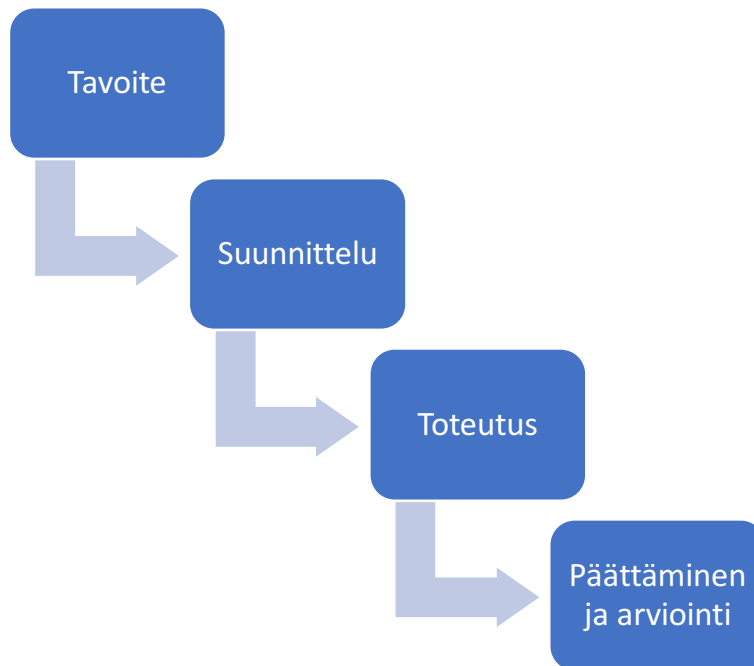 Tavoite
Suunnittelu
Toteutus
Päättäminen
ja arviointi